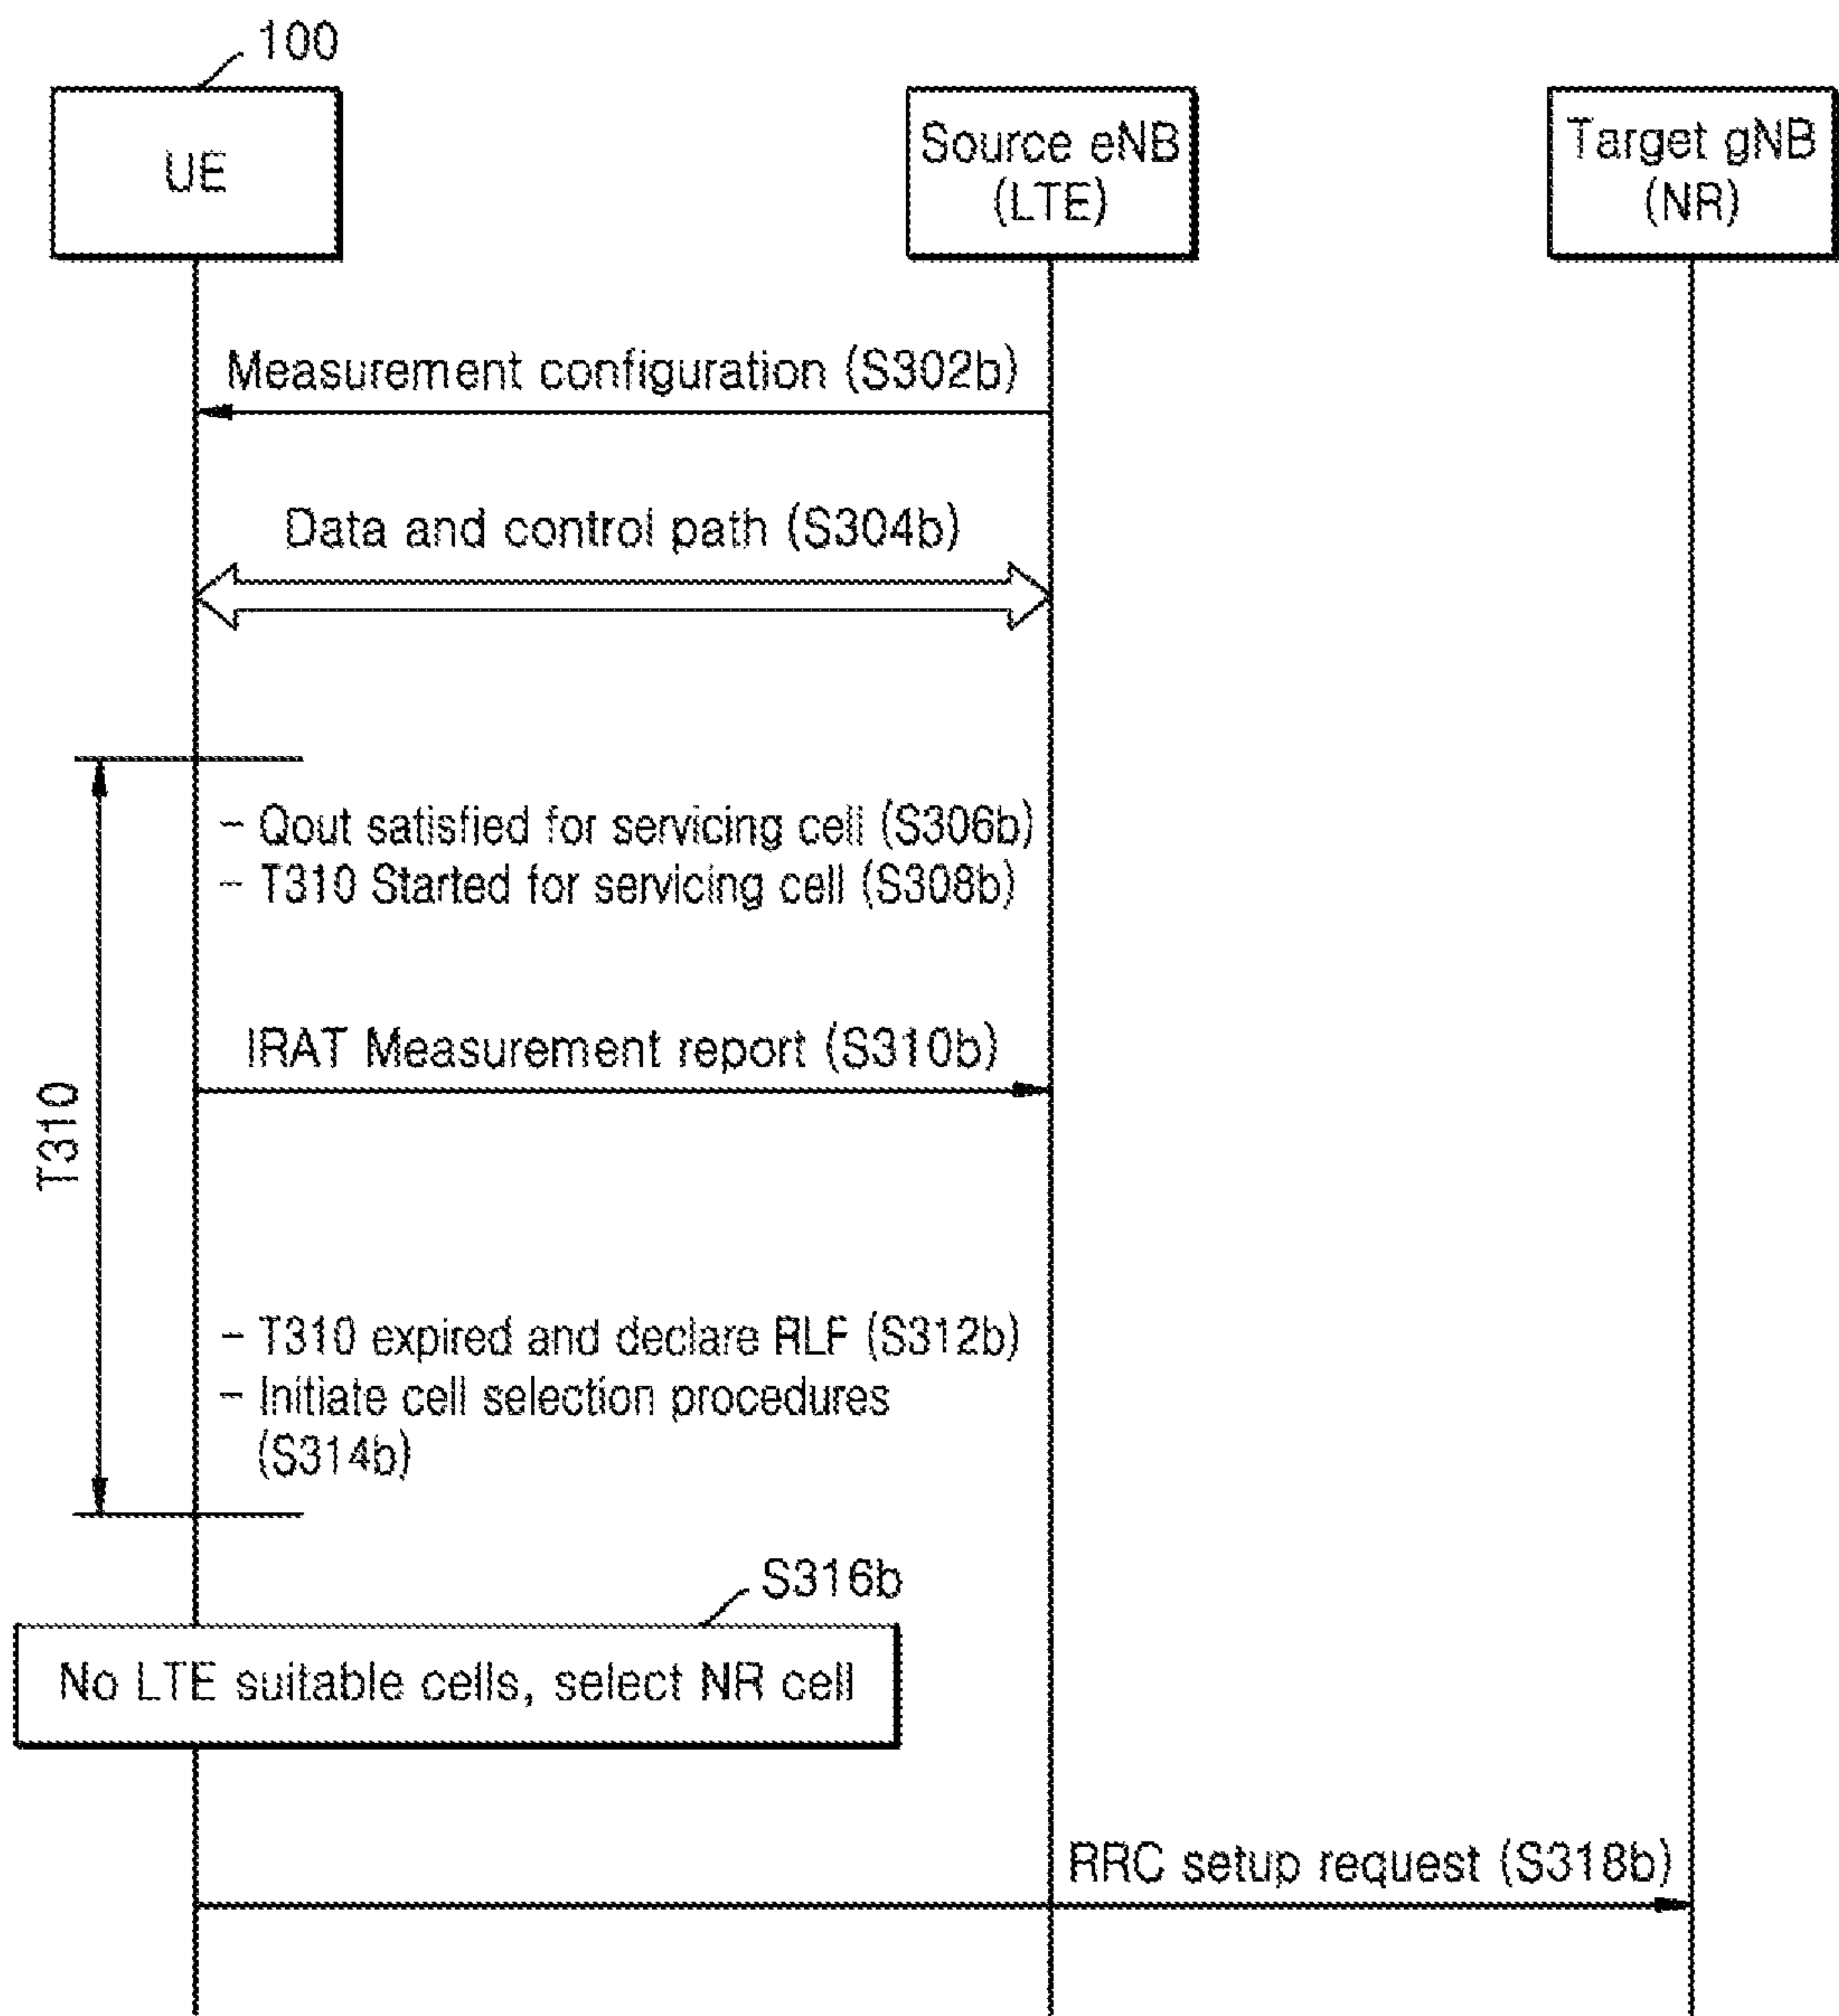 100
UE
Source eNB
(LTE)
Target gNB
(NR)
Measurement configuration (S302b)
Data and control path (S304b)
- Qout satisfied for servicing cell (S306b)
- T310 Started for servicing cell (S308b)
IRAT Measurement report (S310b)
T310
- T310 expired and declare RLF (S312b)
- Initiate cell selection procedures
(S314b)
S316b
No LTE suitable cells, select NR cell
RRC setup request (S318b)